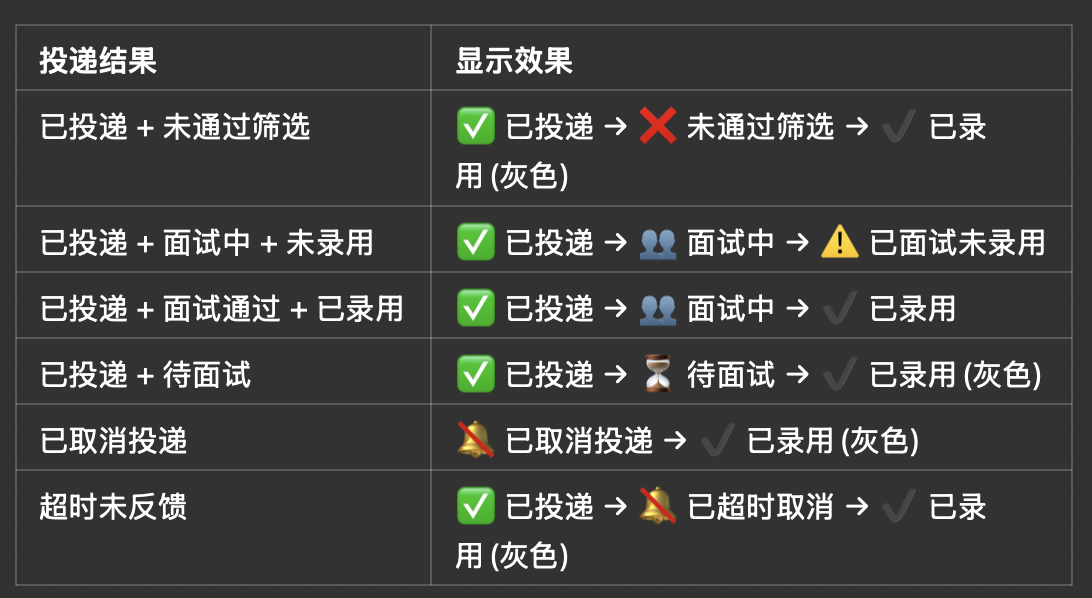 投递结果
显示效果
已投递 + 未通过筛选
✅ 已投递 → ❌ 未通过筛选 → ✔️ 已录
用 (灰色)
已投递 + 面试中 + 未录用
✅ 已投递 → 👥 面试中 → ⚠️ 已面试未录用
已投递 + 面试通过 + 已录用
✅ 已投递 → 👥 面试中 → ✔️ 已录用
已投递 + 待面试
✅ 已投递 → ⏳ 待面试 → ✔️ 已录用 (灰色)
已取消投递
🔕 已取消投递 → ✔️ 已录用 (灰色)
超时未反馈
✅ 已投递 → 🔕 已超时取消 → ✔️ 已录
用 (灰色)